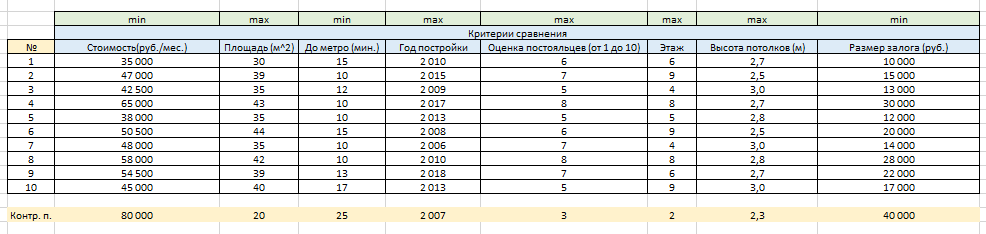 min max min max max max max min
Критерии сравнения
№ Стоимость(руб./мес.) Площадь (м^2) До метро (мин.) Год постройки Оценка постояльцев (от 1 до 10) Этаж Высота потолков (м) Размер залога (руб.)
1 35 000 30 15 2 010 6 6 2,7 10 000
2 47 000 39 10 2 015 7 9 2,5 15 000
3 42 500 35 12 2 009 5 4 3,0 13 000
4 65 000 43 10 2 017 8 8 2,7 30 000
5 38 000 35 10 2 013 5 5 2,8 12 000
6 50 500 44 15 2 008 6 9 2,5 20 000
7 48 000 35 10 2 006 7 4 3,0 14 000
8 58 000 42 10 2 010 8 8 2,8 28 000
9 54 500 39 13 2 018 7 6 2,7 22 000
10 45 000 40 17 2 013 5 9 3,0 17 000
Контр. п. 80 000 20 25 2 007 3 2 2,3 40 000